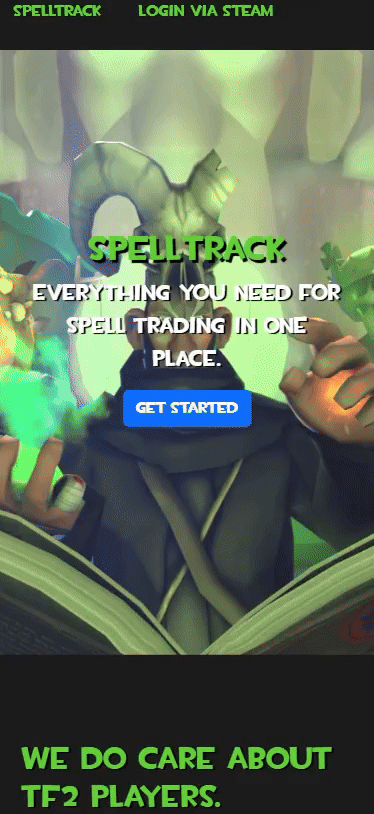 SPELLTRACK LOGIN VIA STEAM
SPELLTRACK
EVERYTHING YOU NEED FOR
SPELL TRADING IN ONE
PLACE.
GET STARTED
WE DO CARE ABOUT
TF2 PLAYERS.